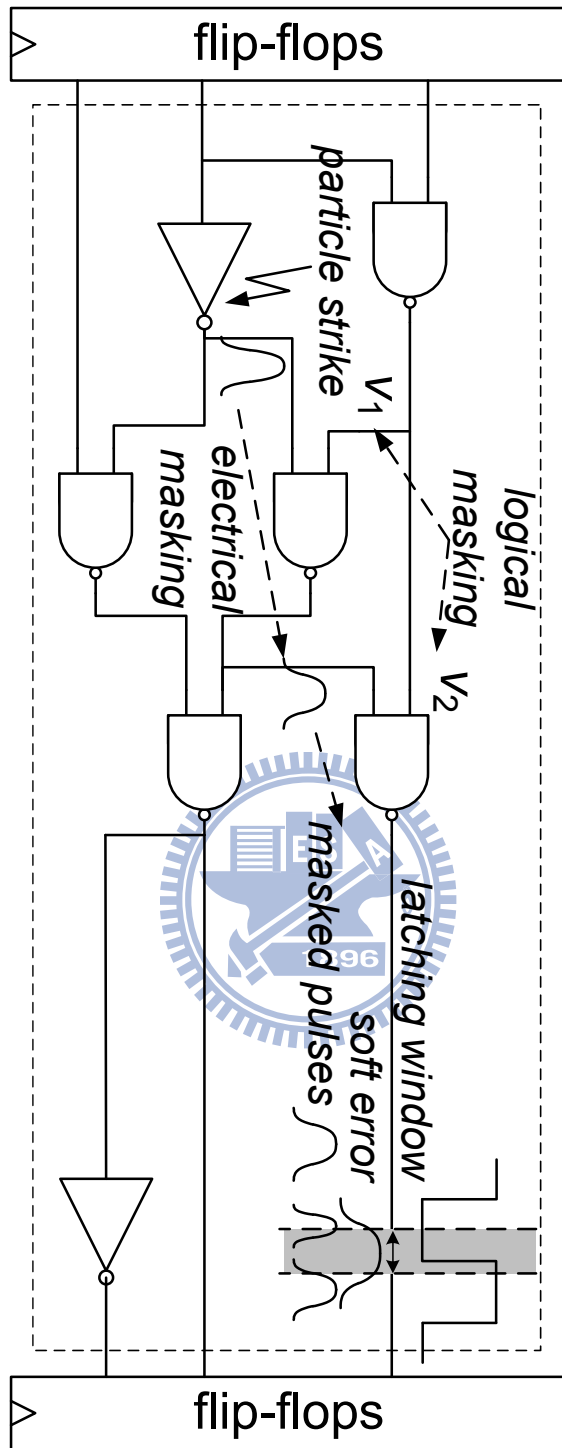 flip-flops
particle strike
V1
logical
masking
electrical
masking
V2
masked pulses
latching window
soft error
E
A
1896
flip-flops